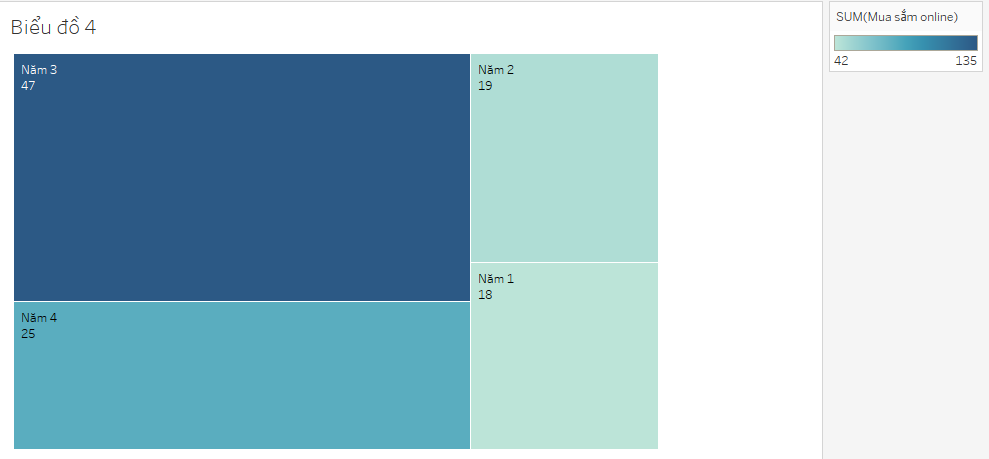 Biểu đồ 4
Năm 3
47
Năm 2
19
Năm 4
25
Năm 1
18
SUM(Mua sắm online)
42 135